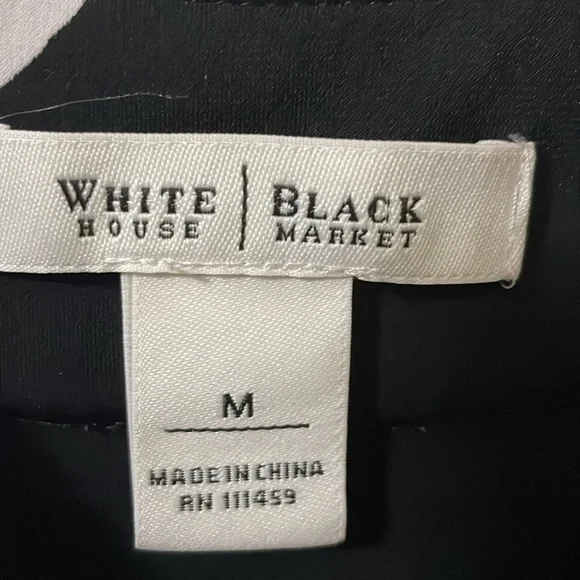 WHITE | BLACK
HOUSE | MARKET
M
MADE IN CHINA
RN 111459